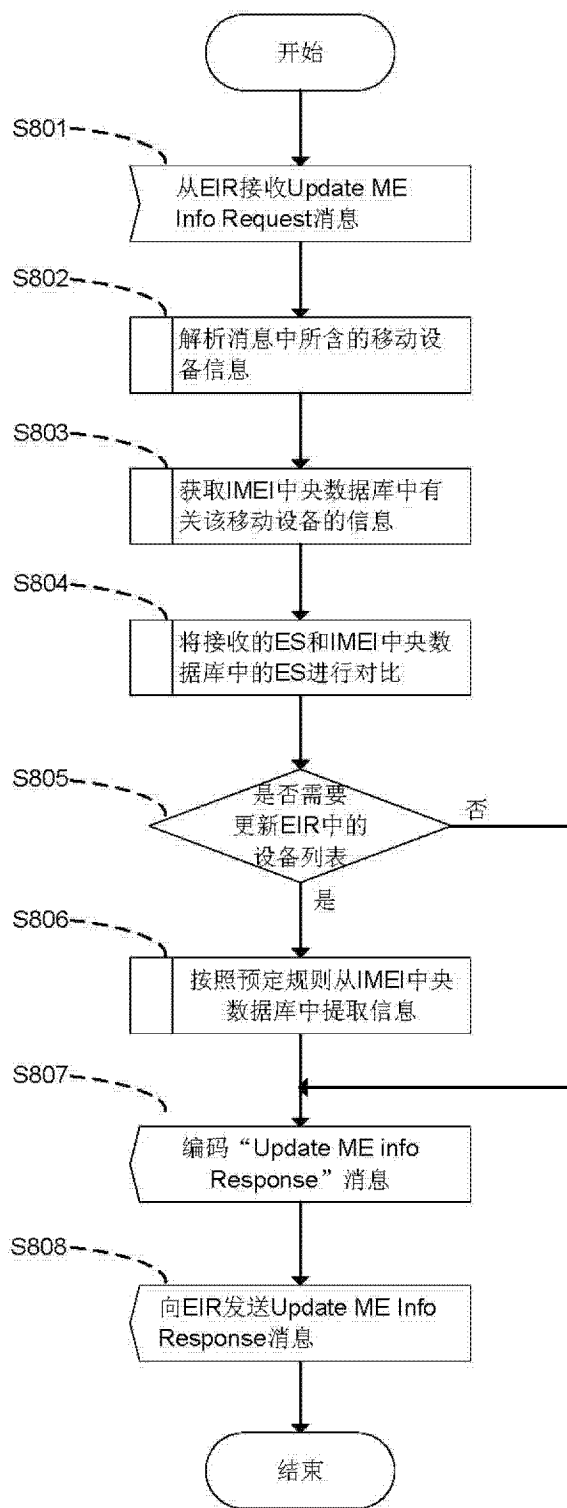 开始
S801
从EIR接收Update ME
Info Request消息
S802
解析消息中所含的移动设
备信息
S803
获取IMEI中央数据库中有
关该移动设备的信息
S804
将接收的ES和IMEI中央数
据库中的ES进行对比
S805
是否需要
更新EIR中的
设备列表
否
是
S806
按照预定规则从IMEI中央
数据库中提取信息
S807
编码“Update ME info
Response”消息
S808
向EIR发送Update ME Info
Response消息
结束